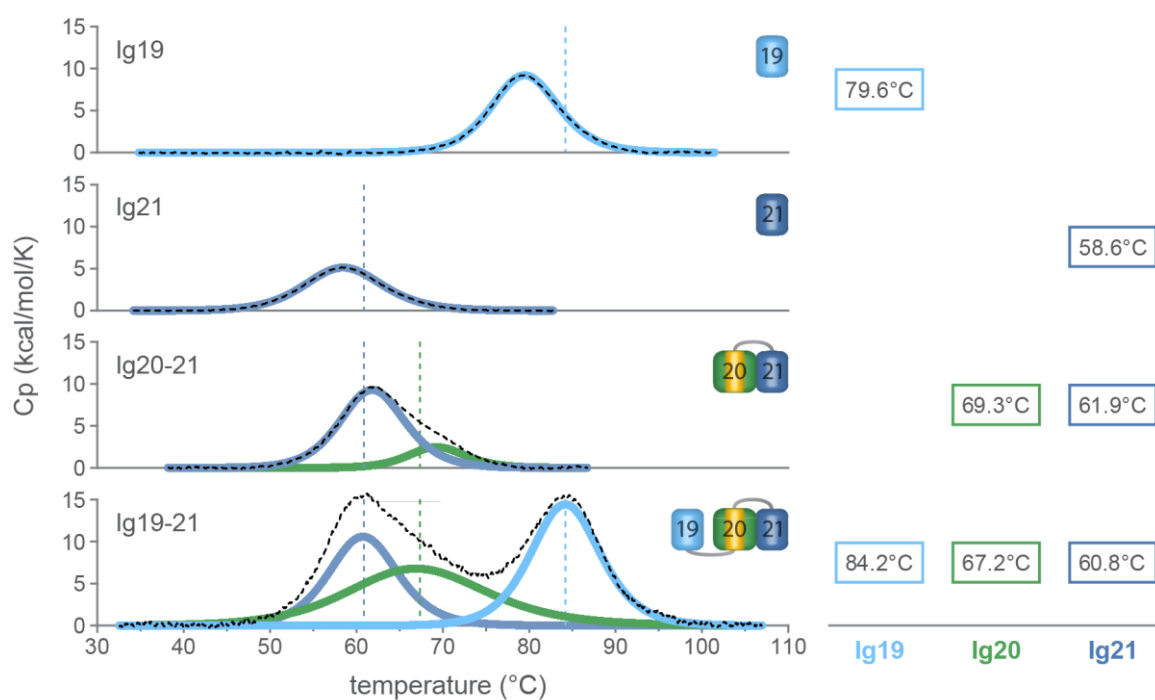 Ig19
15
10
5
0
19
79.6°C
Ig21
15
10
5
0
21
58.6°C
Cp (kcal/mol/K)
Ig20-21
15
10
5
0
20 21
69.3°C 61.9°C
Ig19-21
15
10
5
0
19 20 21
84.2°C 67.2°C 60.8°C
30 40 50 60 70 80 90 100 110
temperature (°C)
Ig19 Ig20 Ig21